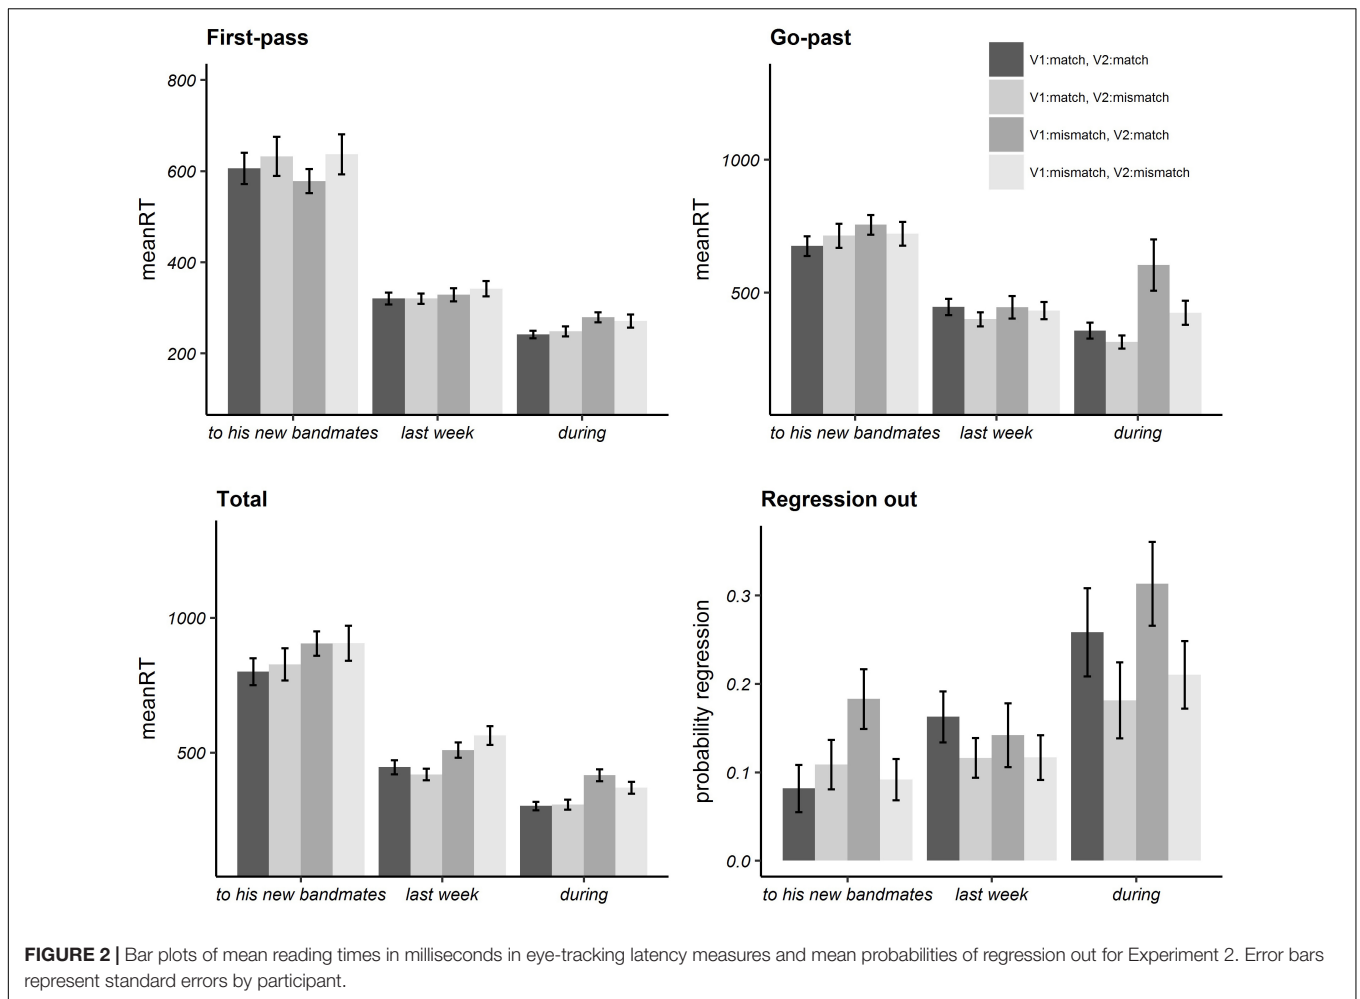 First-pass
800
600
400
200
meanRT
to his new bandmates last week during
Go-past
V1:match, V2:match
V1:match, V2:mismatch
V1:mismatch, V2:match
V1:mismatch, V2:mismatch
1000
500
meanRT
to his new bandmates last week during
Total
1000
500
meanRT
to his new bandmates last week during
Regression out
0.3
0.2
0.1
0.0
probability regression
to his new bandmates last week during
FIGURE 2 | Bar plots of mean reading times in milliseconds in eye-tracking latency measures and mean probabilities of regression out for Experiment 2. Error bars
represent standard errors by participant.